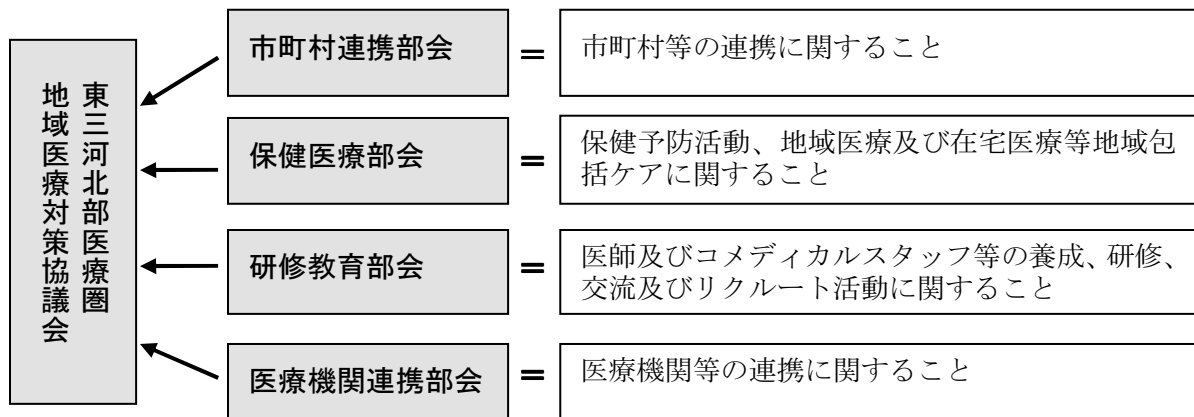 東三河北部医療圏
地域医療対策協議会
市町村連携部会
＝
市町村等の連携に関すること
保健医療部会
＝
保健予防活動、地域医療及び在宅医療等地域包
括ケアに関すること
研修教育部会
＝
医師及びコメディカルスタッフ等の養成、研修、
交流及びリクルート活動に関すること
医療機関連携部会
＝
医療機関等の連携に関すること